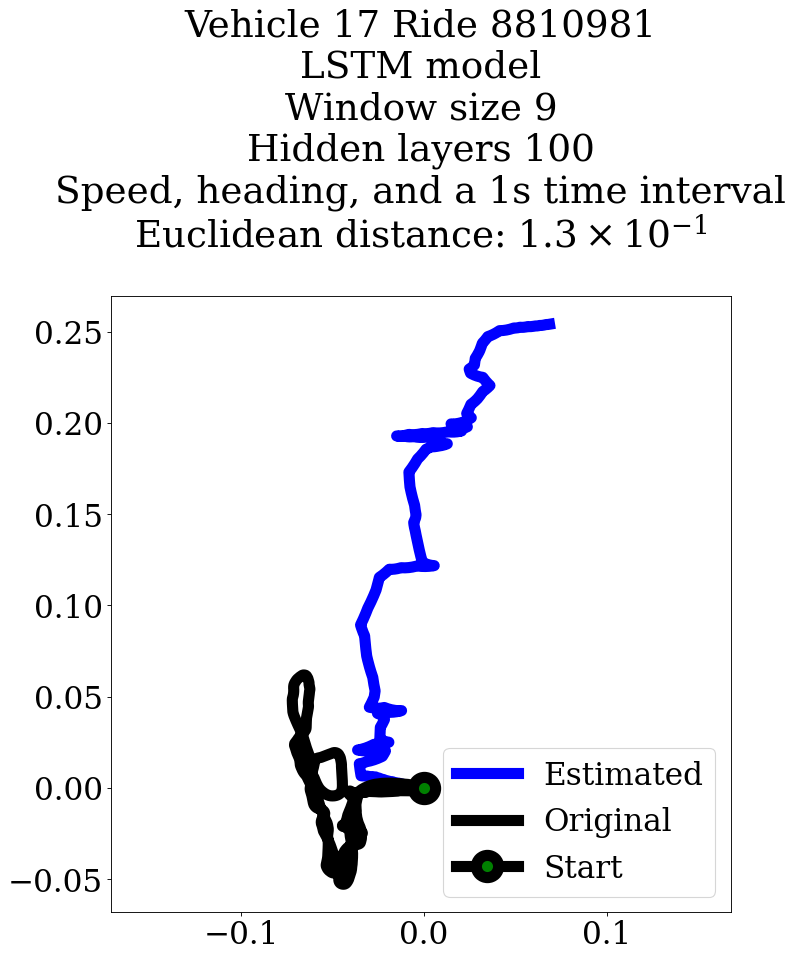 Vehicle 17 Ride 8810981
LSTM model
Window size 9
Hidden layers 100
Speed, heading, and a 1s time interval
Euclidean distance: 1.3 × 10⁻¹
0.25
0.20
0.15
0.10
0.05
0.00
−0.05
−0.1
0.0
0.1
Estimated
Original
Start